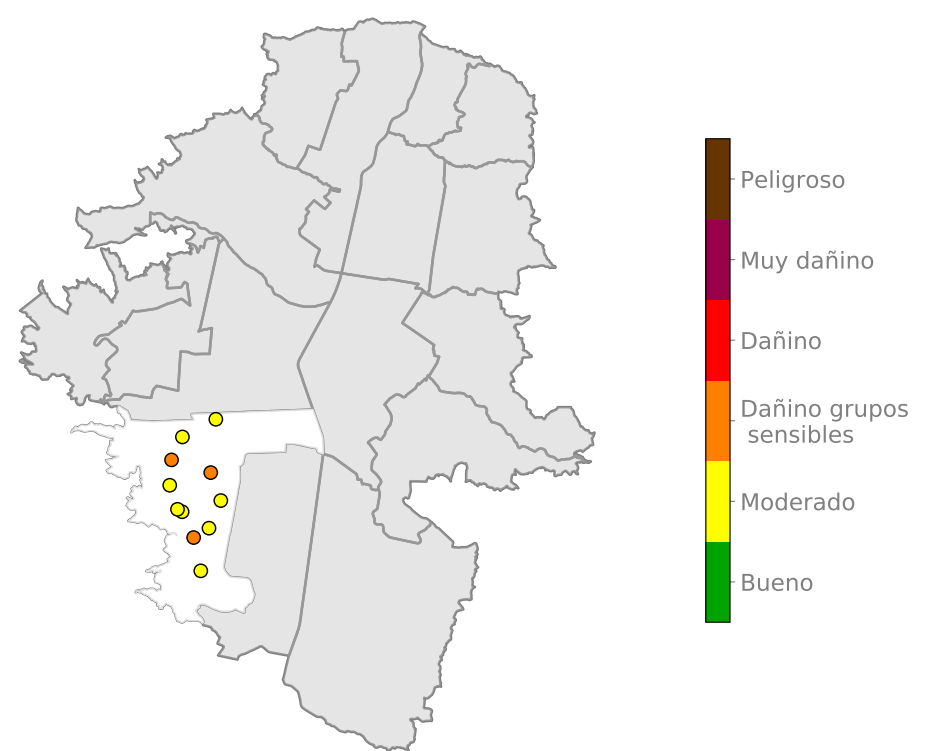 Peligroso
Muy dañino
Dañino
Dañino grupos
sensibles
Moderado
Bueno